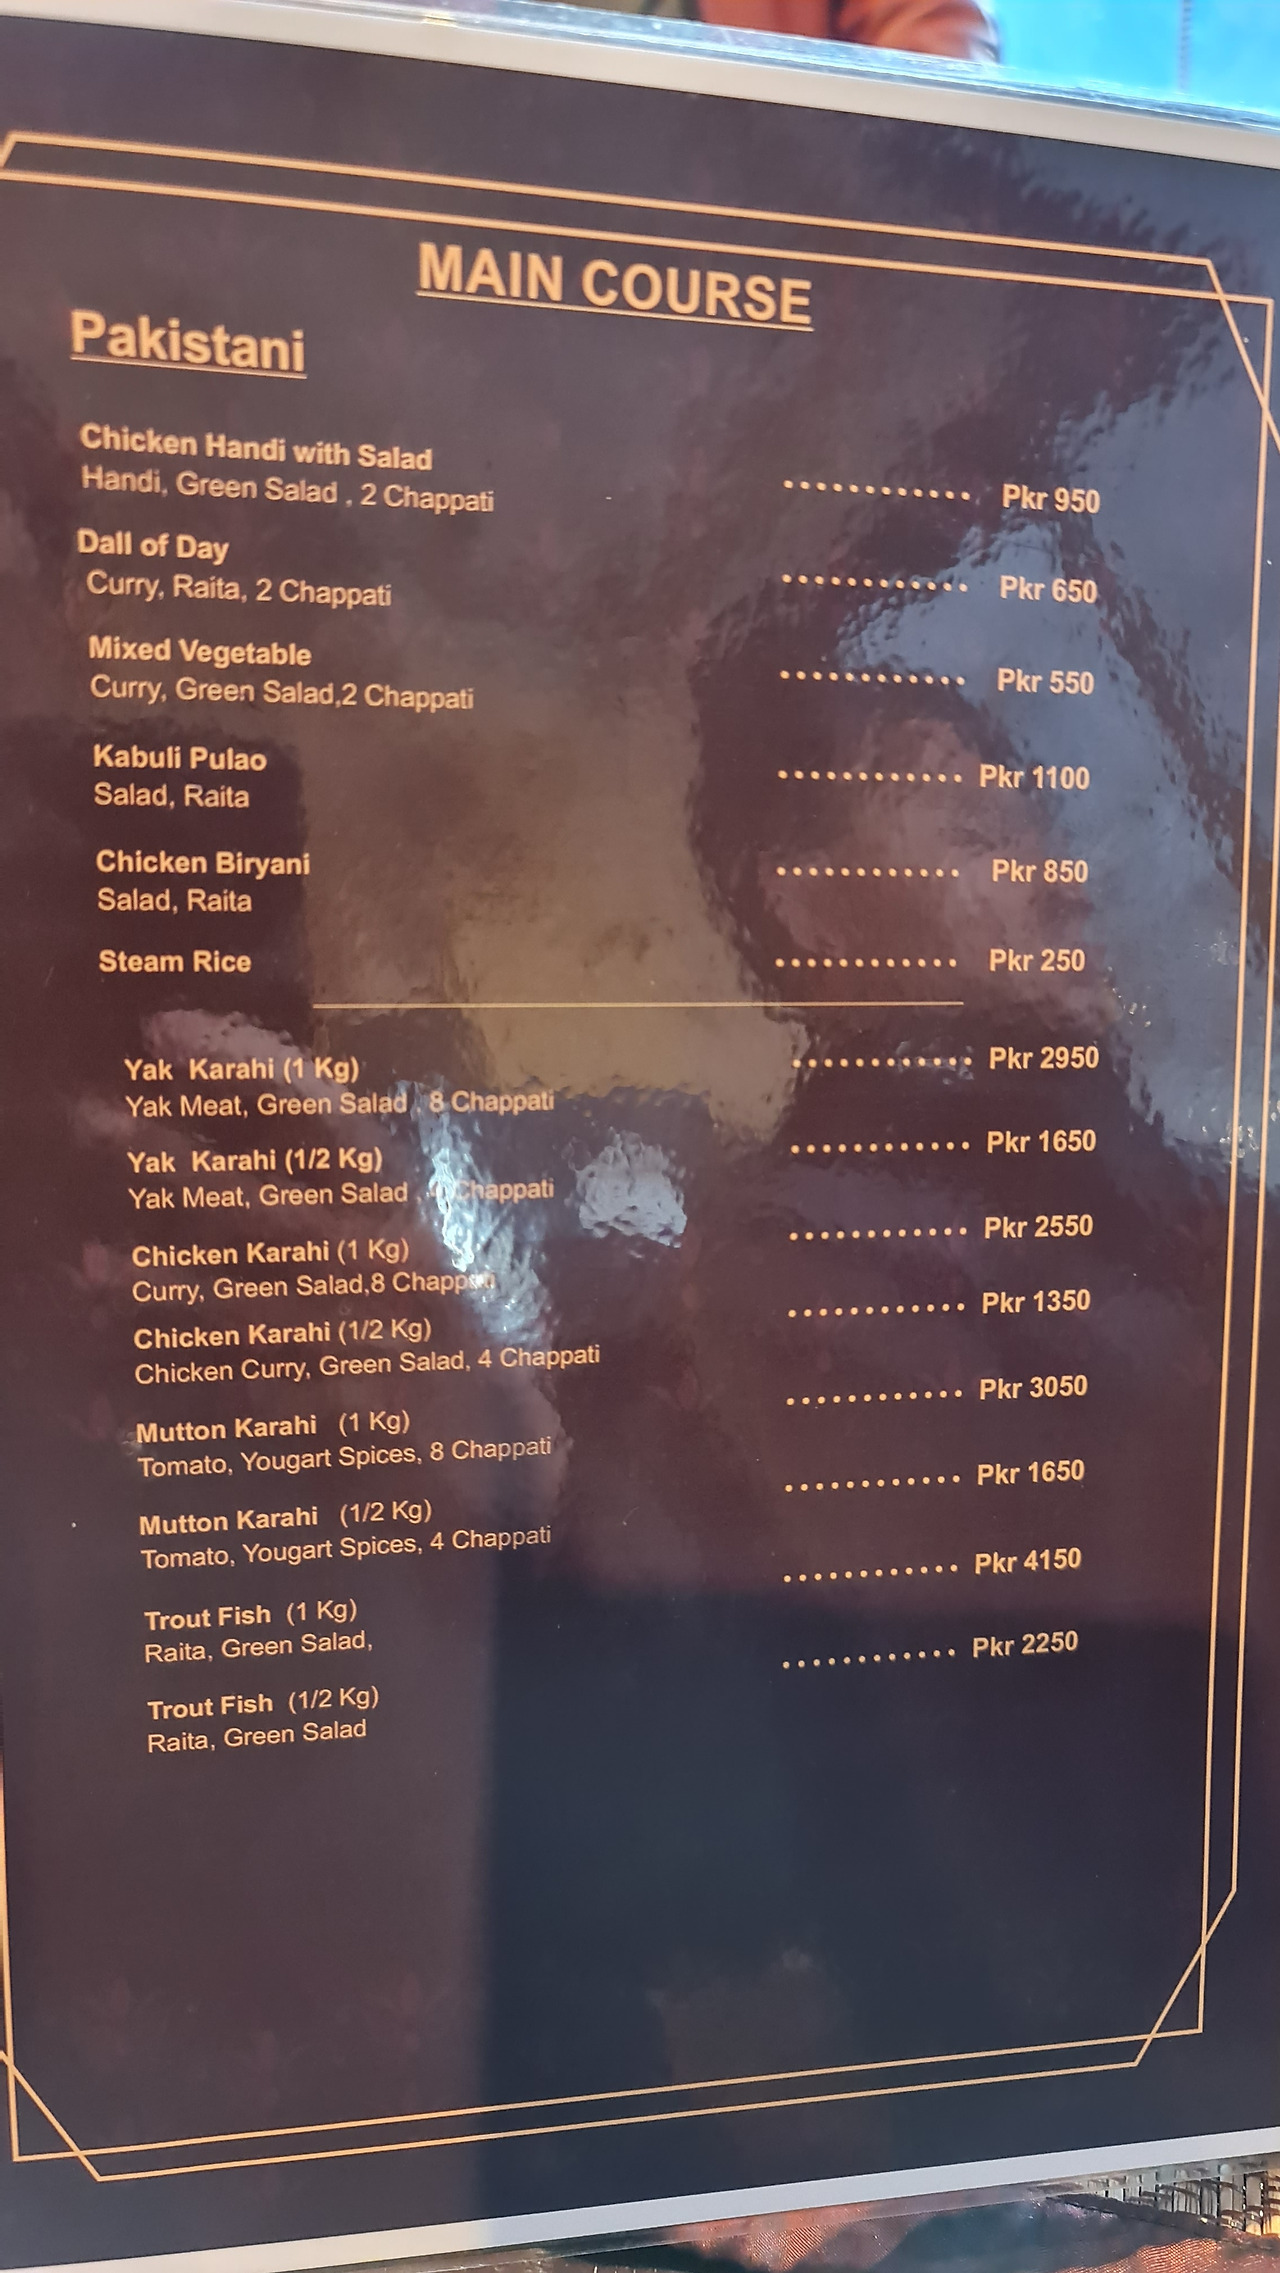 MAIN COURSE
Pakistani
Chicken Handi with Salad
Handi, Green Salad , 2 Chappati ............ Pkr 950
Dall of Day
Curry, Raita, 2 Chappati ............ Pkr 650
Mixed Vegetable
Curry, Green Salad,2 Chappati ............ Pkr 550
Kabuli Pulao ............ Pkr 1100
Salad, Raita
Chicken Biryani ............ Pkr 850
Salad, Raita
Steam Rice ............ Pkr 250
Yak Karahi (1 Kg) ............ Pkr 2950
Yak Meat, Green Salad , 8 Chappati
Yak Karahi (1/2 Kg) ............ Pkr 1650
Yak Meat, Green Salad , Chappati
Chicken Karahi (1 Kg) ............ Pkr 2550
Curry, Green Salad,8 Chappati
Chicken Karahi (1/2 Kg) ............ Pkr 1350
Chicken Curry, Green Salad, 4 Chappati
Mutton Karahi (1 Kg) ............ Pkr 3050
Tomato, Yougart Spices, 8 Chappati
Mutton Karahi (1/2 Kg) ............ Pkr 1650
Tomato, Yougart Spices, 4 Chappati
Trout Fish (1 Kg) ............ Pkr 4150
Raita, Green Salad,
Trout Fish (1/2 Kg) ............ Pkr 2250
Raita, Green Salad